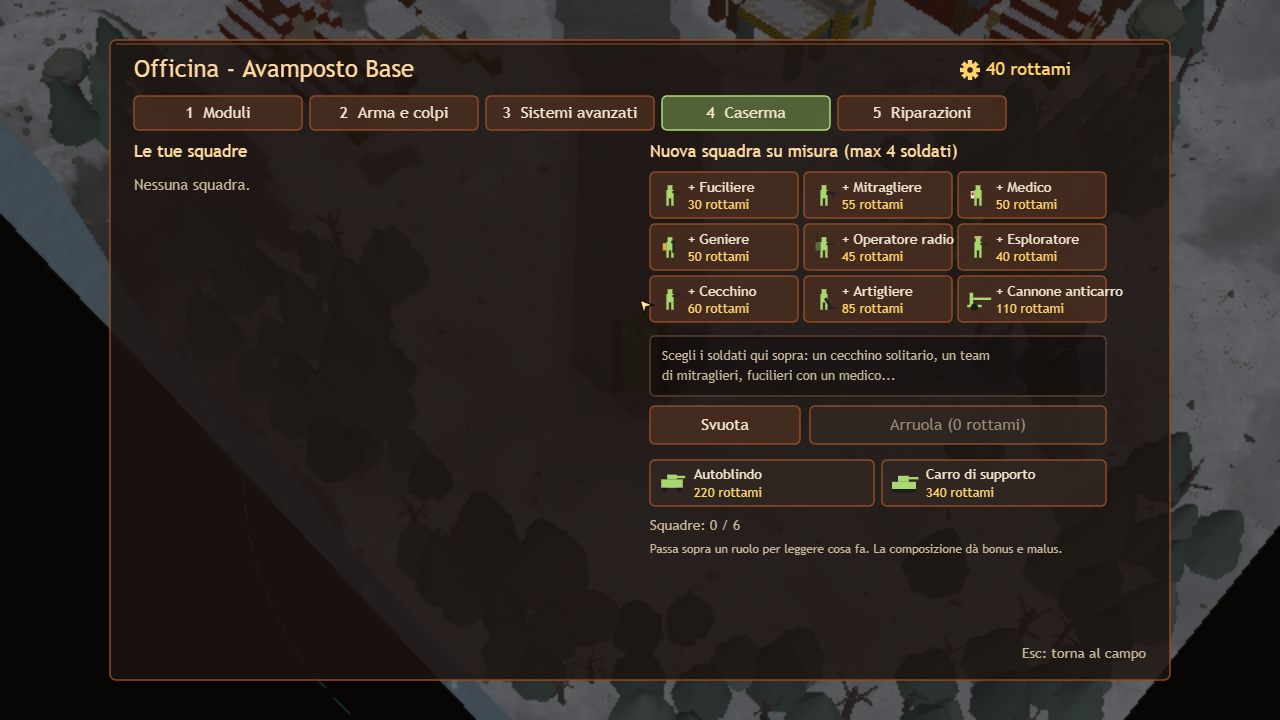 Officina - Avamposto Base
40 rottami
1 Moduli
2 Arma e colpi
3 Sistemi avanzati
4 Caserma
5 Riparazioni
Le tue squadre
Nessuna squadra.
Nuova squadra su misura (max 4 soldati)
+ Fuciliere
30 rottami
+ Mitragliere
55 rottami
+ Medico
50 rottami
+ Geniere
50 rottami
+ Operatore radio
45 rottami
+ Esploratore
40 rottami
+ Cecchino
60 rottami
+ Artigliere
85 rottami
+ Cannone anticarro
110 rottami
Scegli i soldati qui sopra: un cecchino solitario, un team
di mitraglieri, fucilieri con un medico...
Svuota
Arruola (0 rottami)
Autoblindo
220 rottami
Carro di supporto
340 rottami
Squadre: 0 / 6
Passa sopra un ruolo per leggere cosa fa. La composizione dà bonus e malus.
Esc: torna al campo